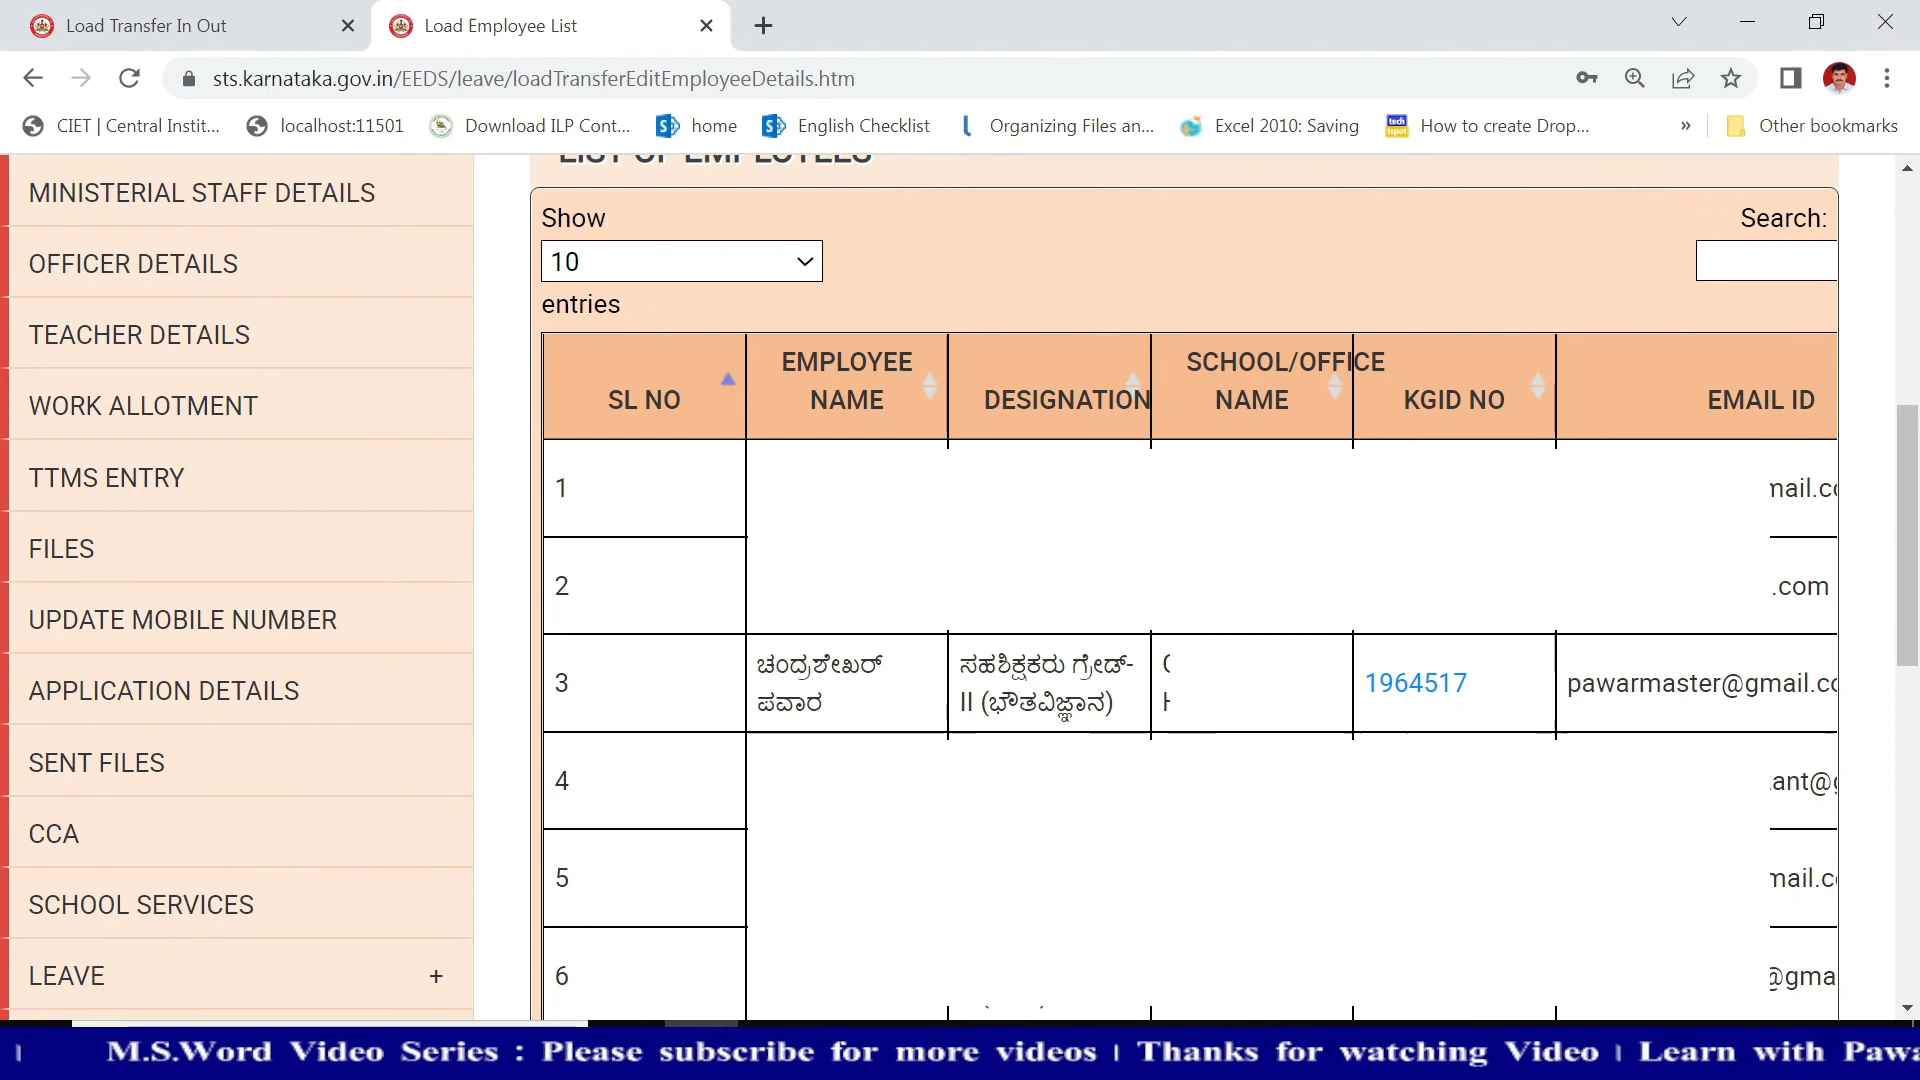 Load Transfer In Out
Load Employee List
sts.karnataka.gov.in/EEDS/leave/loadTransferEditEmployeeDetails.htm
CIET | Central Instit...
localhost:11501
Download ILP Cont...
home
English Checklist
Organizing Files an...
Excel 2010: Saving
How to create Drop...
»
Other bookmarks
LIST OF EMPLOYEES
MINISTERIAL STAFF DETAILS
OFFICER DETAILS
TEACHER DETAILS
WORK ALLOTMENT
TTMS ENTRY
FILES
UPDATE MOBILE NUMBER
APPLICATION DETAILS
SENT FILES
CCA
SCHOOL SERVICES
LEAVE +
Show
10
entries
Search:
SL NO
EMPLOYEE
NAME
DESIGNATION
SCHOOL/OFFICE
NAME
KGID NO
EMAIL ID
1
2
.com
3
ಚಂದ್ರಶೇಖರ್
ಪವಾರ
ಸಹಶಿಕ್ಷಕರು ಗ್ರೇಡ್-
II (ಭೌತವಿಜ್ಞಾನ)
1964517
pawarmaster@gmail.co
4
5
6
M.S.Word Video Series : Please subscribe for more videos | Thanks for watching Video | Learn with Pawa